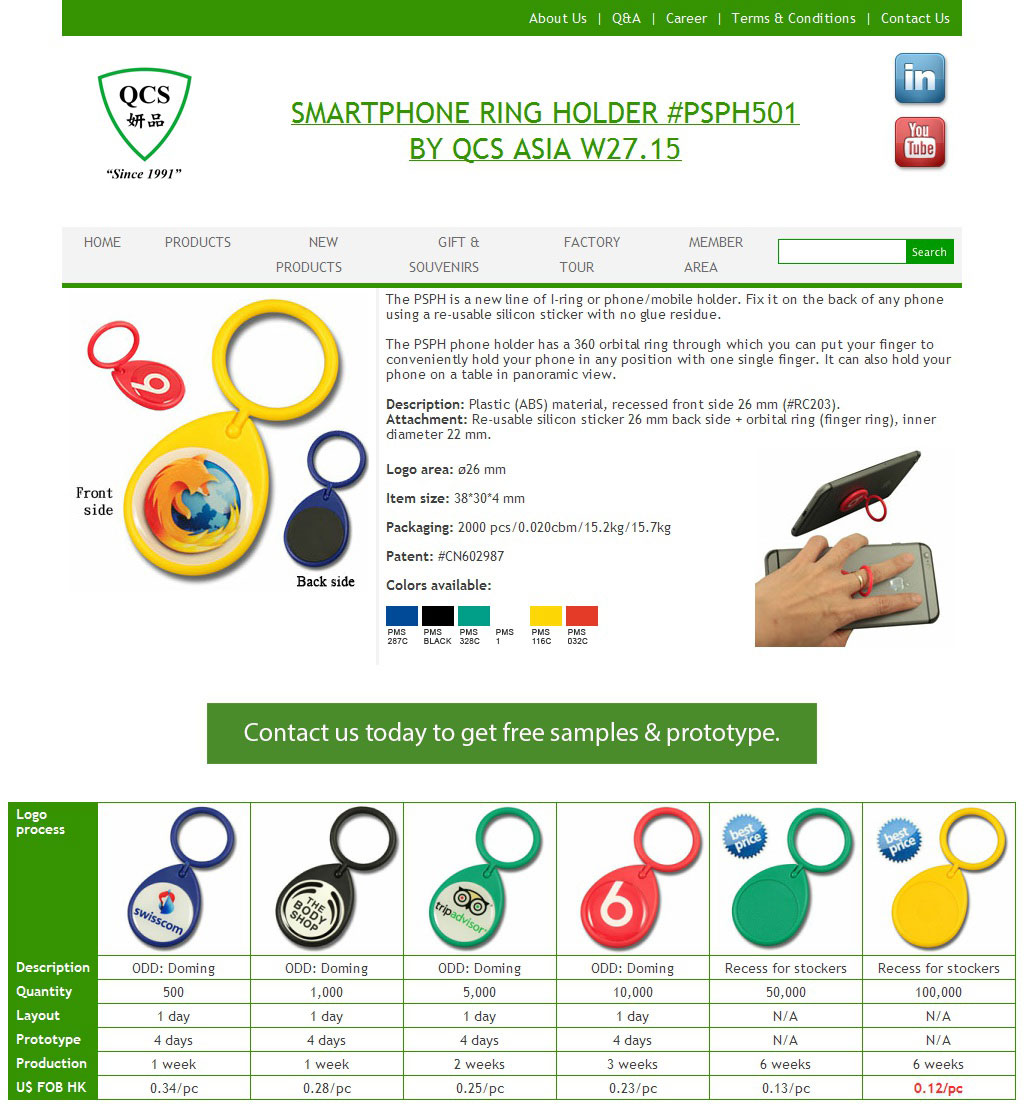 About Us | Q&A | Career | Terms & Conditions | Contact Us
QCS
妍品
“Since 1991”
SMARTPHONE RING HOLDER #PSPH501
BY QCS ASIA W27.15
in
You
Tube
HOME PRODUCTS NEW PRODUCTS GIFT & SOUVENIRS FACTORY TOUR MEMBER AREA Search
The PSPH is a new line of I-ring or phone/mobile holder. Fix it on the back of any phone
using a re-usable silicon sticker with no glue residue.
The PSPH phone holder has a 360 orbital ring through which you can put your finger to
conveniently hold your phone in any position with one single finger. It can also hold your
phone on a table in panoramic view.
Description: Plastic (ABS) material, recessed front side 26 mm (#RC203).
Attachment: Re-usable silicon sticker 26 mm back side + orbital ring (finger ring), inner
diameter 22 mm.
Logo area: ø26 mm
Item size: 38*30*4 mm
Packaging: 2000 pcs/0.020cbm/15.2kg/15.7kg
Patent: #CN602987
Colors available:
PMS 287C
PMS BLACK
PMS 328C
PMS 1
PMS 116C
PMS 032C
6
Front
side
Back side
Contact us today to get free samples & prototype.
Logo
process
swisscom
THE
BODY
SHOP
tripadvisor®
6
best
price
best
price
Description ODD: Doming ODD: Doming ODD: Doming ODD: Doming Recess for stockers Recess for stockers
Quantity 500 1,000 5,000 10,000 50,000 100,000
Layout 1 day 1 day 1 day 1 day N/A N/A
Prototype 4 days 4 days 4 days 4 days N/A N/A
Production 1 week 1 week 2 weeks 3 weeks 6 weeks 6 weeks
U$ FOB HK 0.34/pc 0.28/pc 0.25/pc 0.23/pc 0.13/pc 0.12/pc